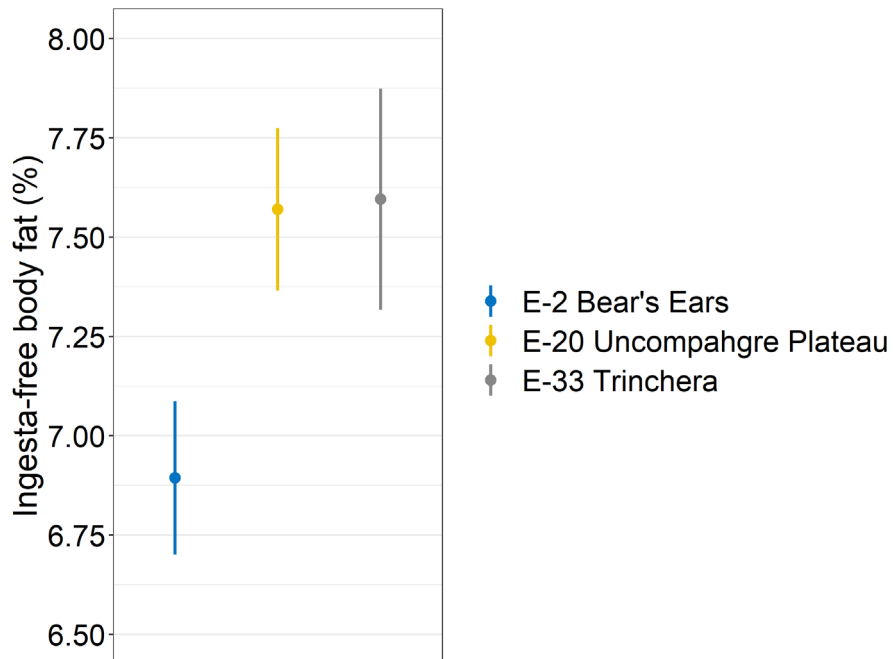 Ingesta-free body fat (%)
8.00
7.75
7.50
7.25
7.00
6.75
6.50
E-2 Bear's Ears
E-20 Uncompahgre Plateau
E-33 Trinchera